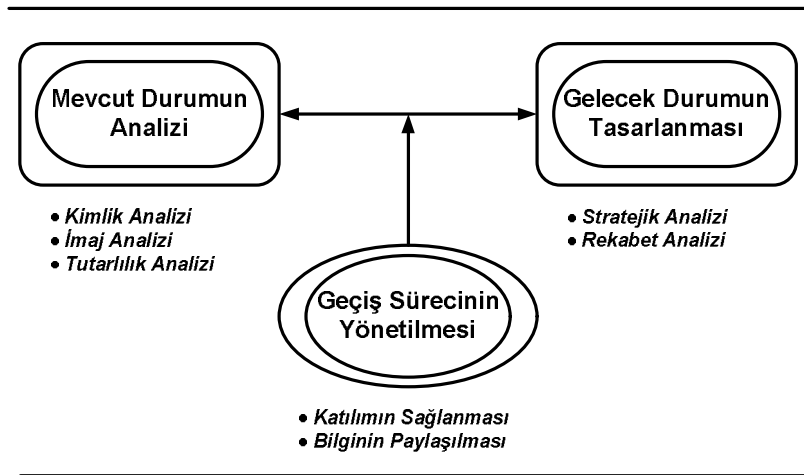 Mevcut Durumun
Analizi
Gelecek Durumun
Tasarlanması
• Kimlik Analizi
• İmaj Analizi
• Tutarlılık Analizi
• Stratejik Analizi
• Rekabet Analizi
Geçiş Sürecinin
Yönetilmesi
• Katılımın Sağlanması
• Bilginin Paylaşılması